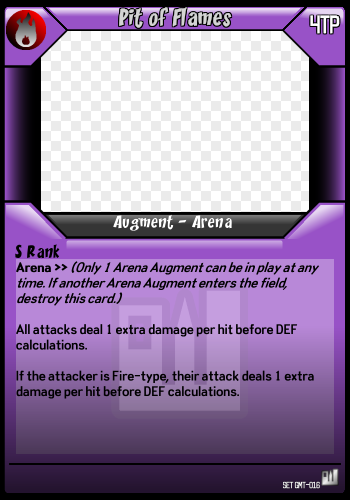 Pit of Flames
4TP
Augment - Arena
S Rank
Arena >> (Only 1 Arena Augment can be in play at any
time. If another Arena Augment enters the field,
destroy this card.)
All attacks deal 1 extra damage per hit before DEF
calculations.
If the attacker is Fire-type, their attack deals 1 extra
damage per hit before DEF calculations.
SET GMT-016